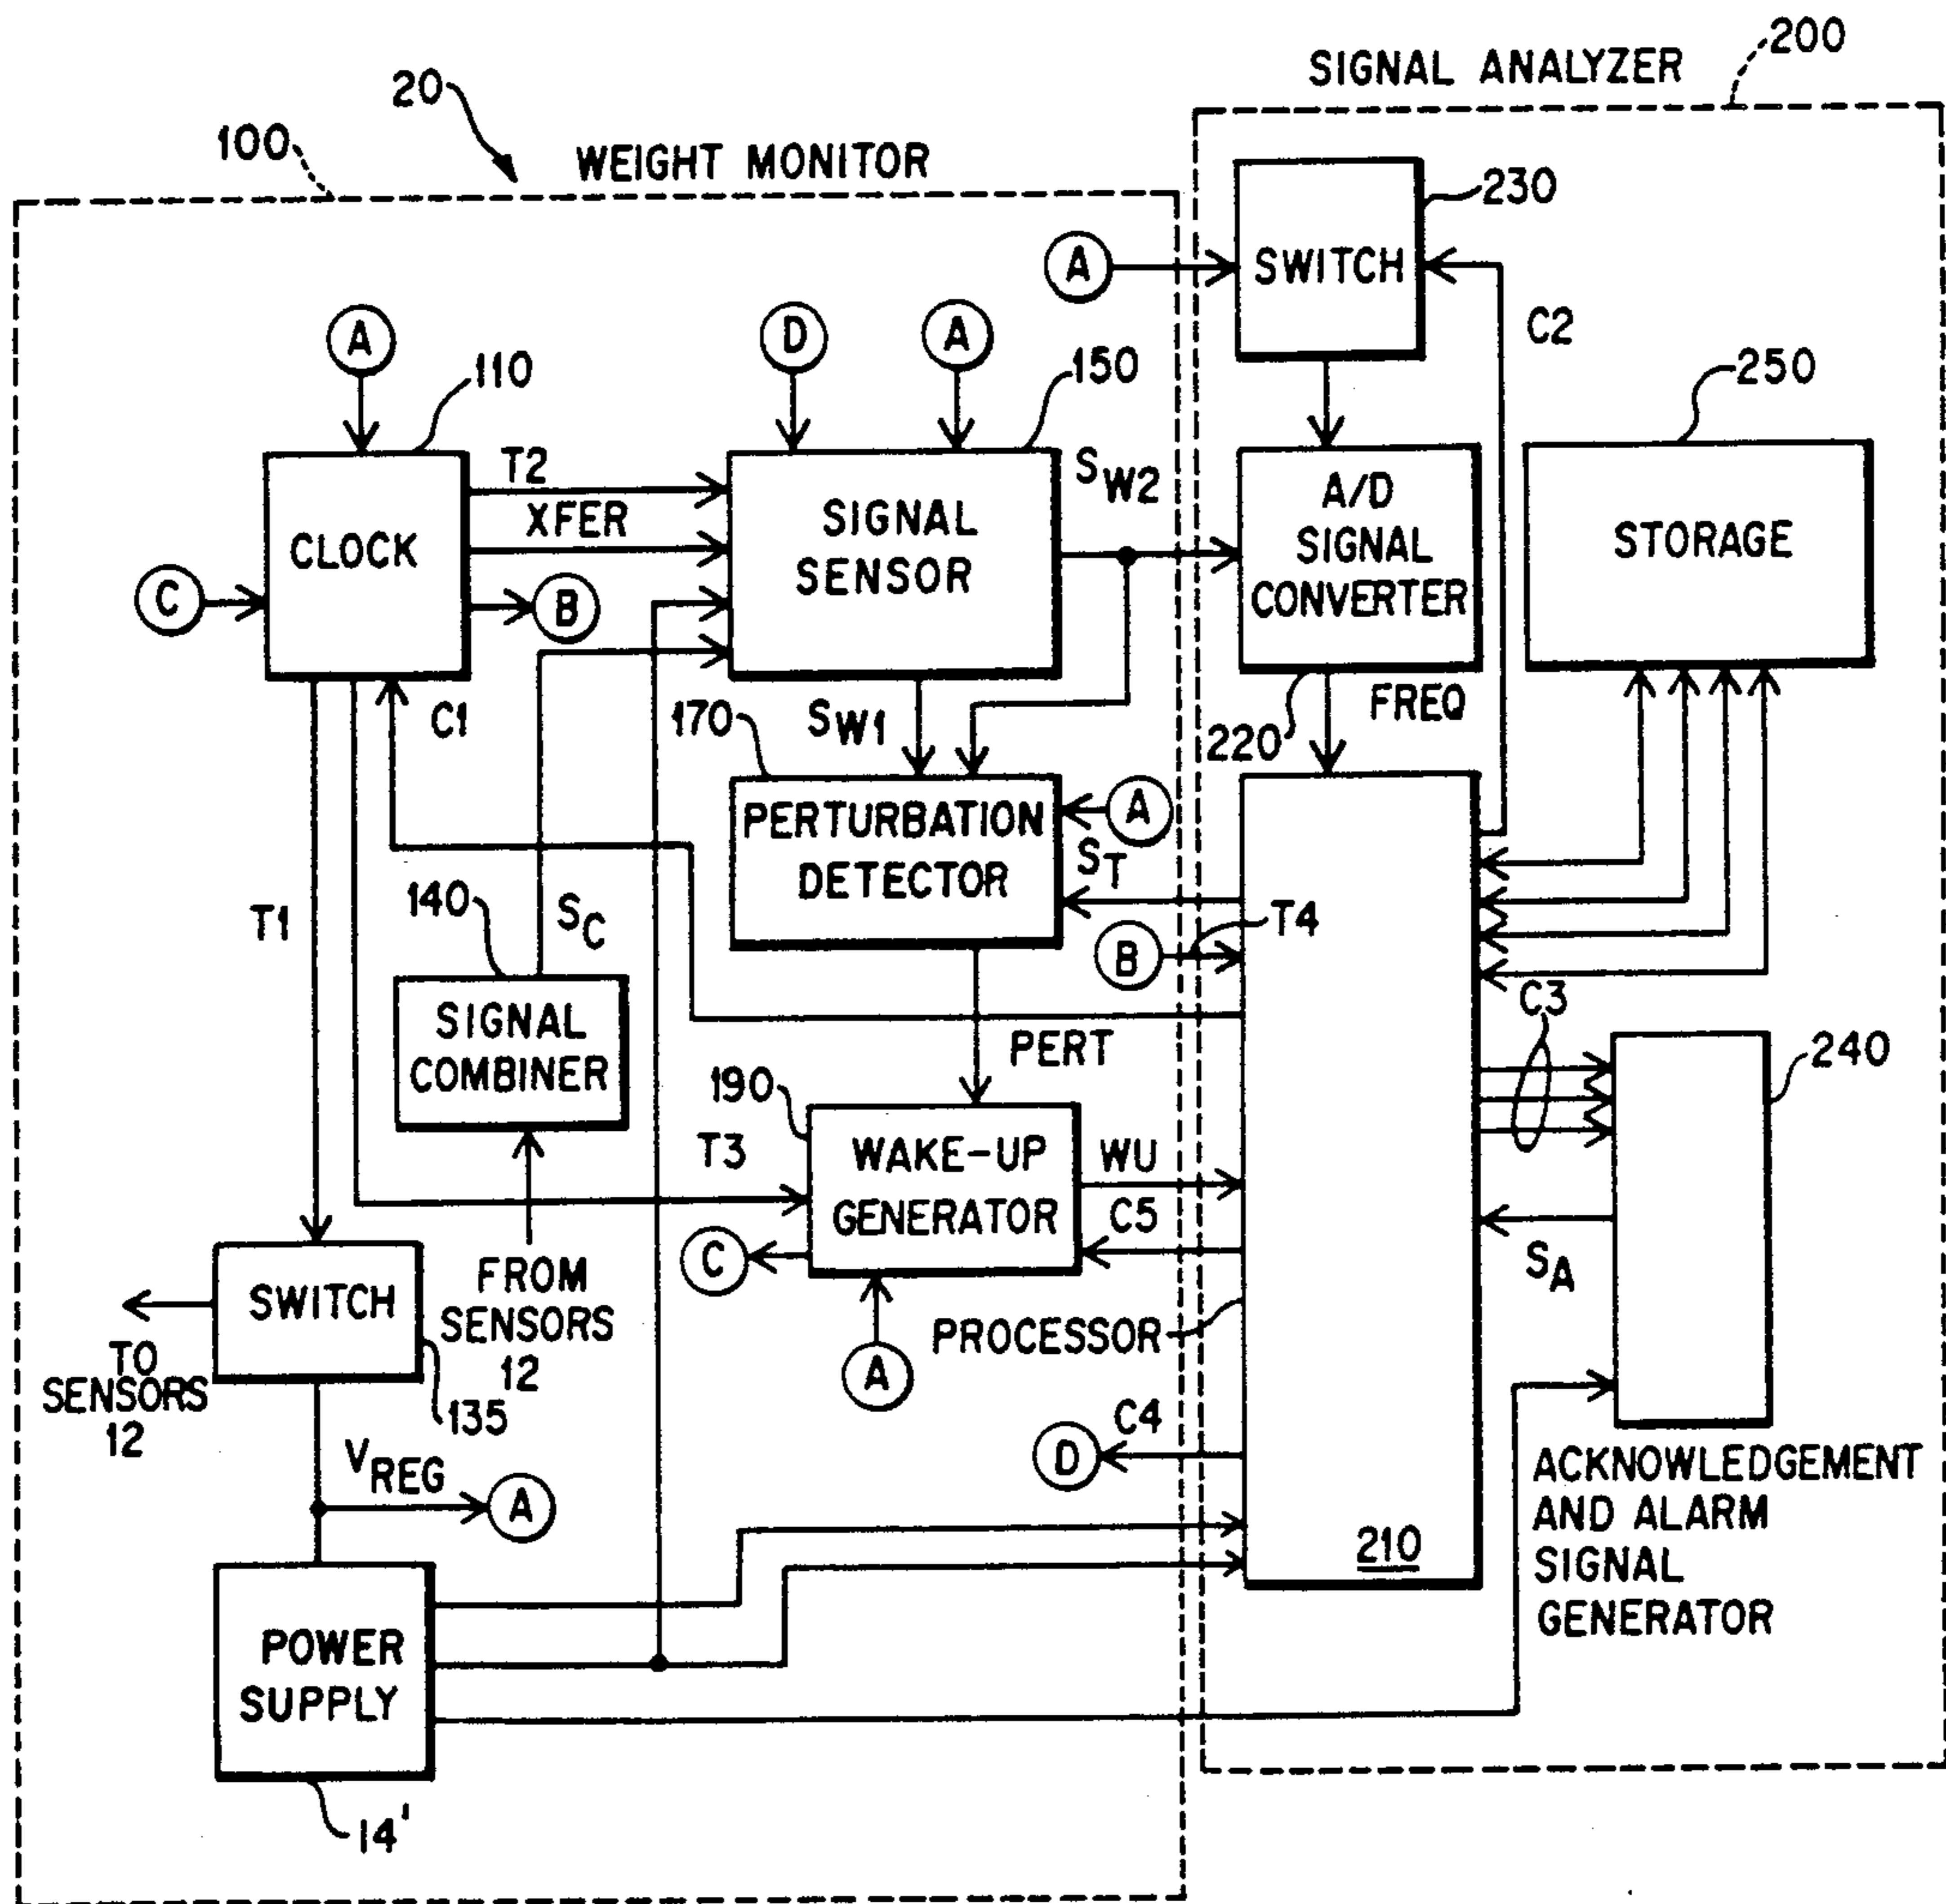 200
SIGNAL ANALYZER
20
100
WEIGHT MONITOR
230
A
SWITCH
C2
A
D
A
110
150
250
T2
SW2
XFER
CLOCK
SIGNAL
SENSOR
A/D
SIGNAL
CONVERTER
STORAGE
C
B
C1
SW1
170
220
FREQ
PERTURBATION
DETECTOR
A
ST
T1
140
SC
B
T4
SIGNAL
COMBINER
C3
PERT
240
190
T3
WAKE-UP
GENERATOR
WU
C5
C
SA
SWITCH
FROM
SENSORS
12
TO
SENSORS
12
135
A
PROCESSOR
C4
D
VREG
A
210
ACKNOWLEDGEMENT
AND ALARM
SIGNAL
GENERATOR
POWER
SUPPLY
14'